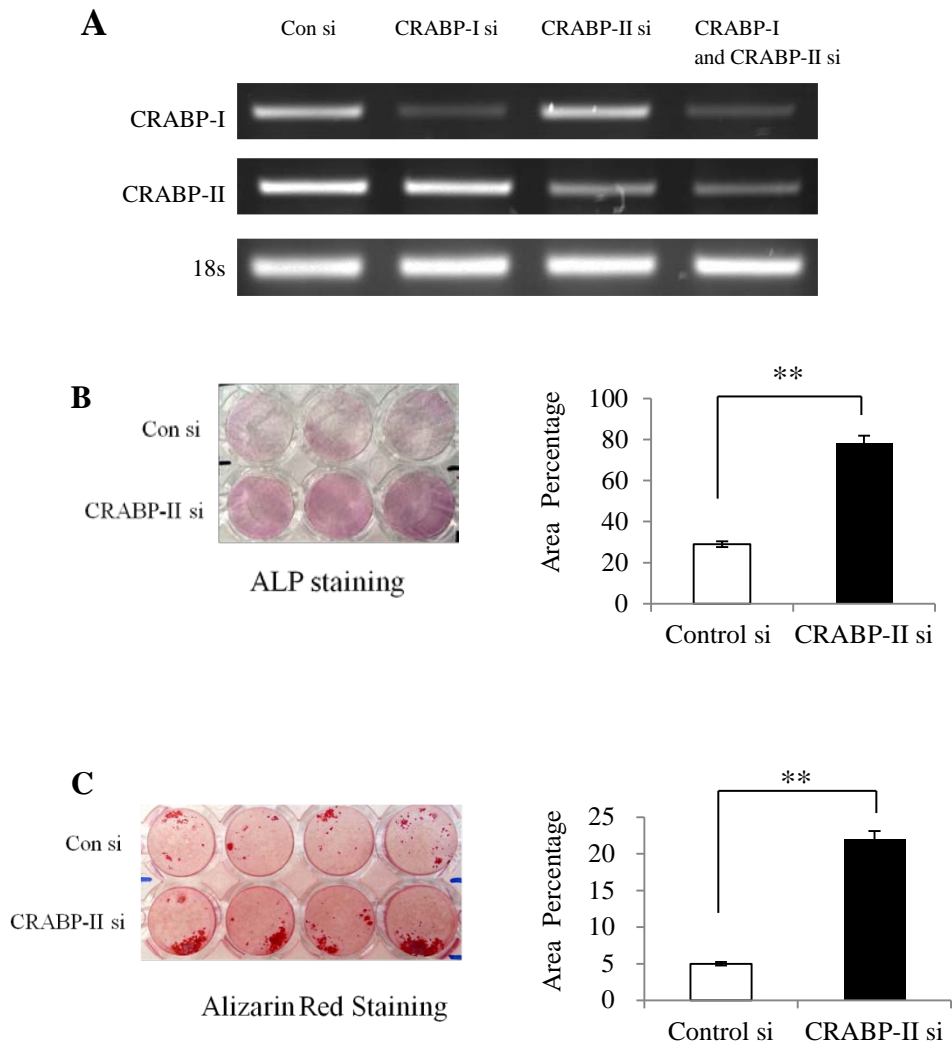 A
Con si CRABP-I si CRABP-II si CRABP-I
and CRABP-II si
CRABP-I
CRABP-II
18s
B
Con si
CRABP-II si
ALP staining
**
Area Percentage
100
80
60
40
20
0
Control si CRABP-II si
C
Con si
CRABP-II si
Alizarin Red Staining
**
Area Percentage
25
20
15
10
5
0
Control si CRABP-II si